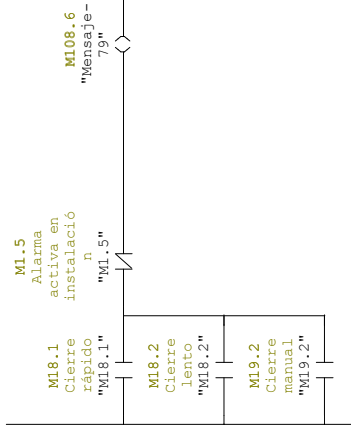 M18.1
Cierre
rápido
"M18.1"
M1.5
Alarma
activa en
instalació
n
"M1.5"
M108.6
"Mensaje-
79"
M18.2
Cierre
lento
"M18.2"
M19.2
Cierre
manual
"M19.2"